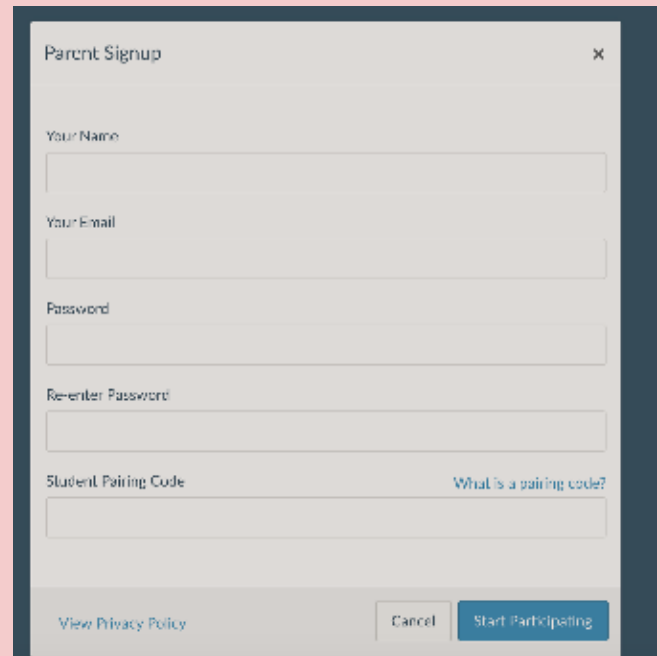 Parent Signup ×
Your Name
Your Email
Password
Re-enter Password
Student Pairing Code What is a pairing code?
View Privacy Policy Cancel Start Participating